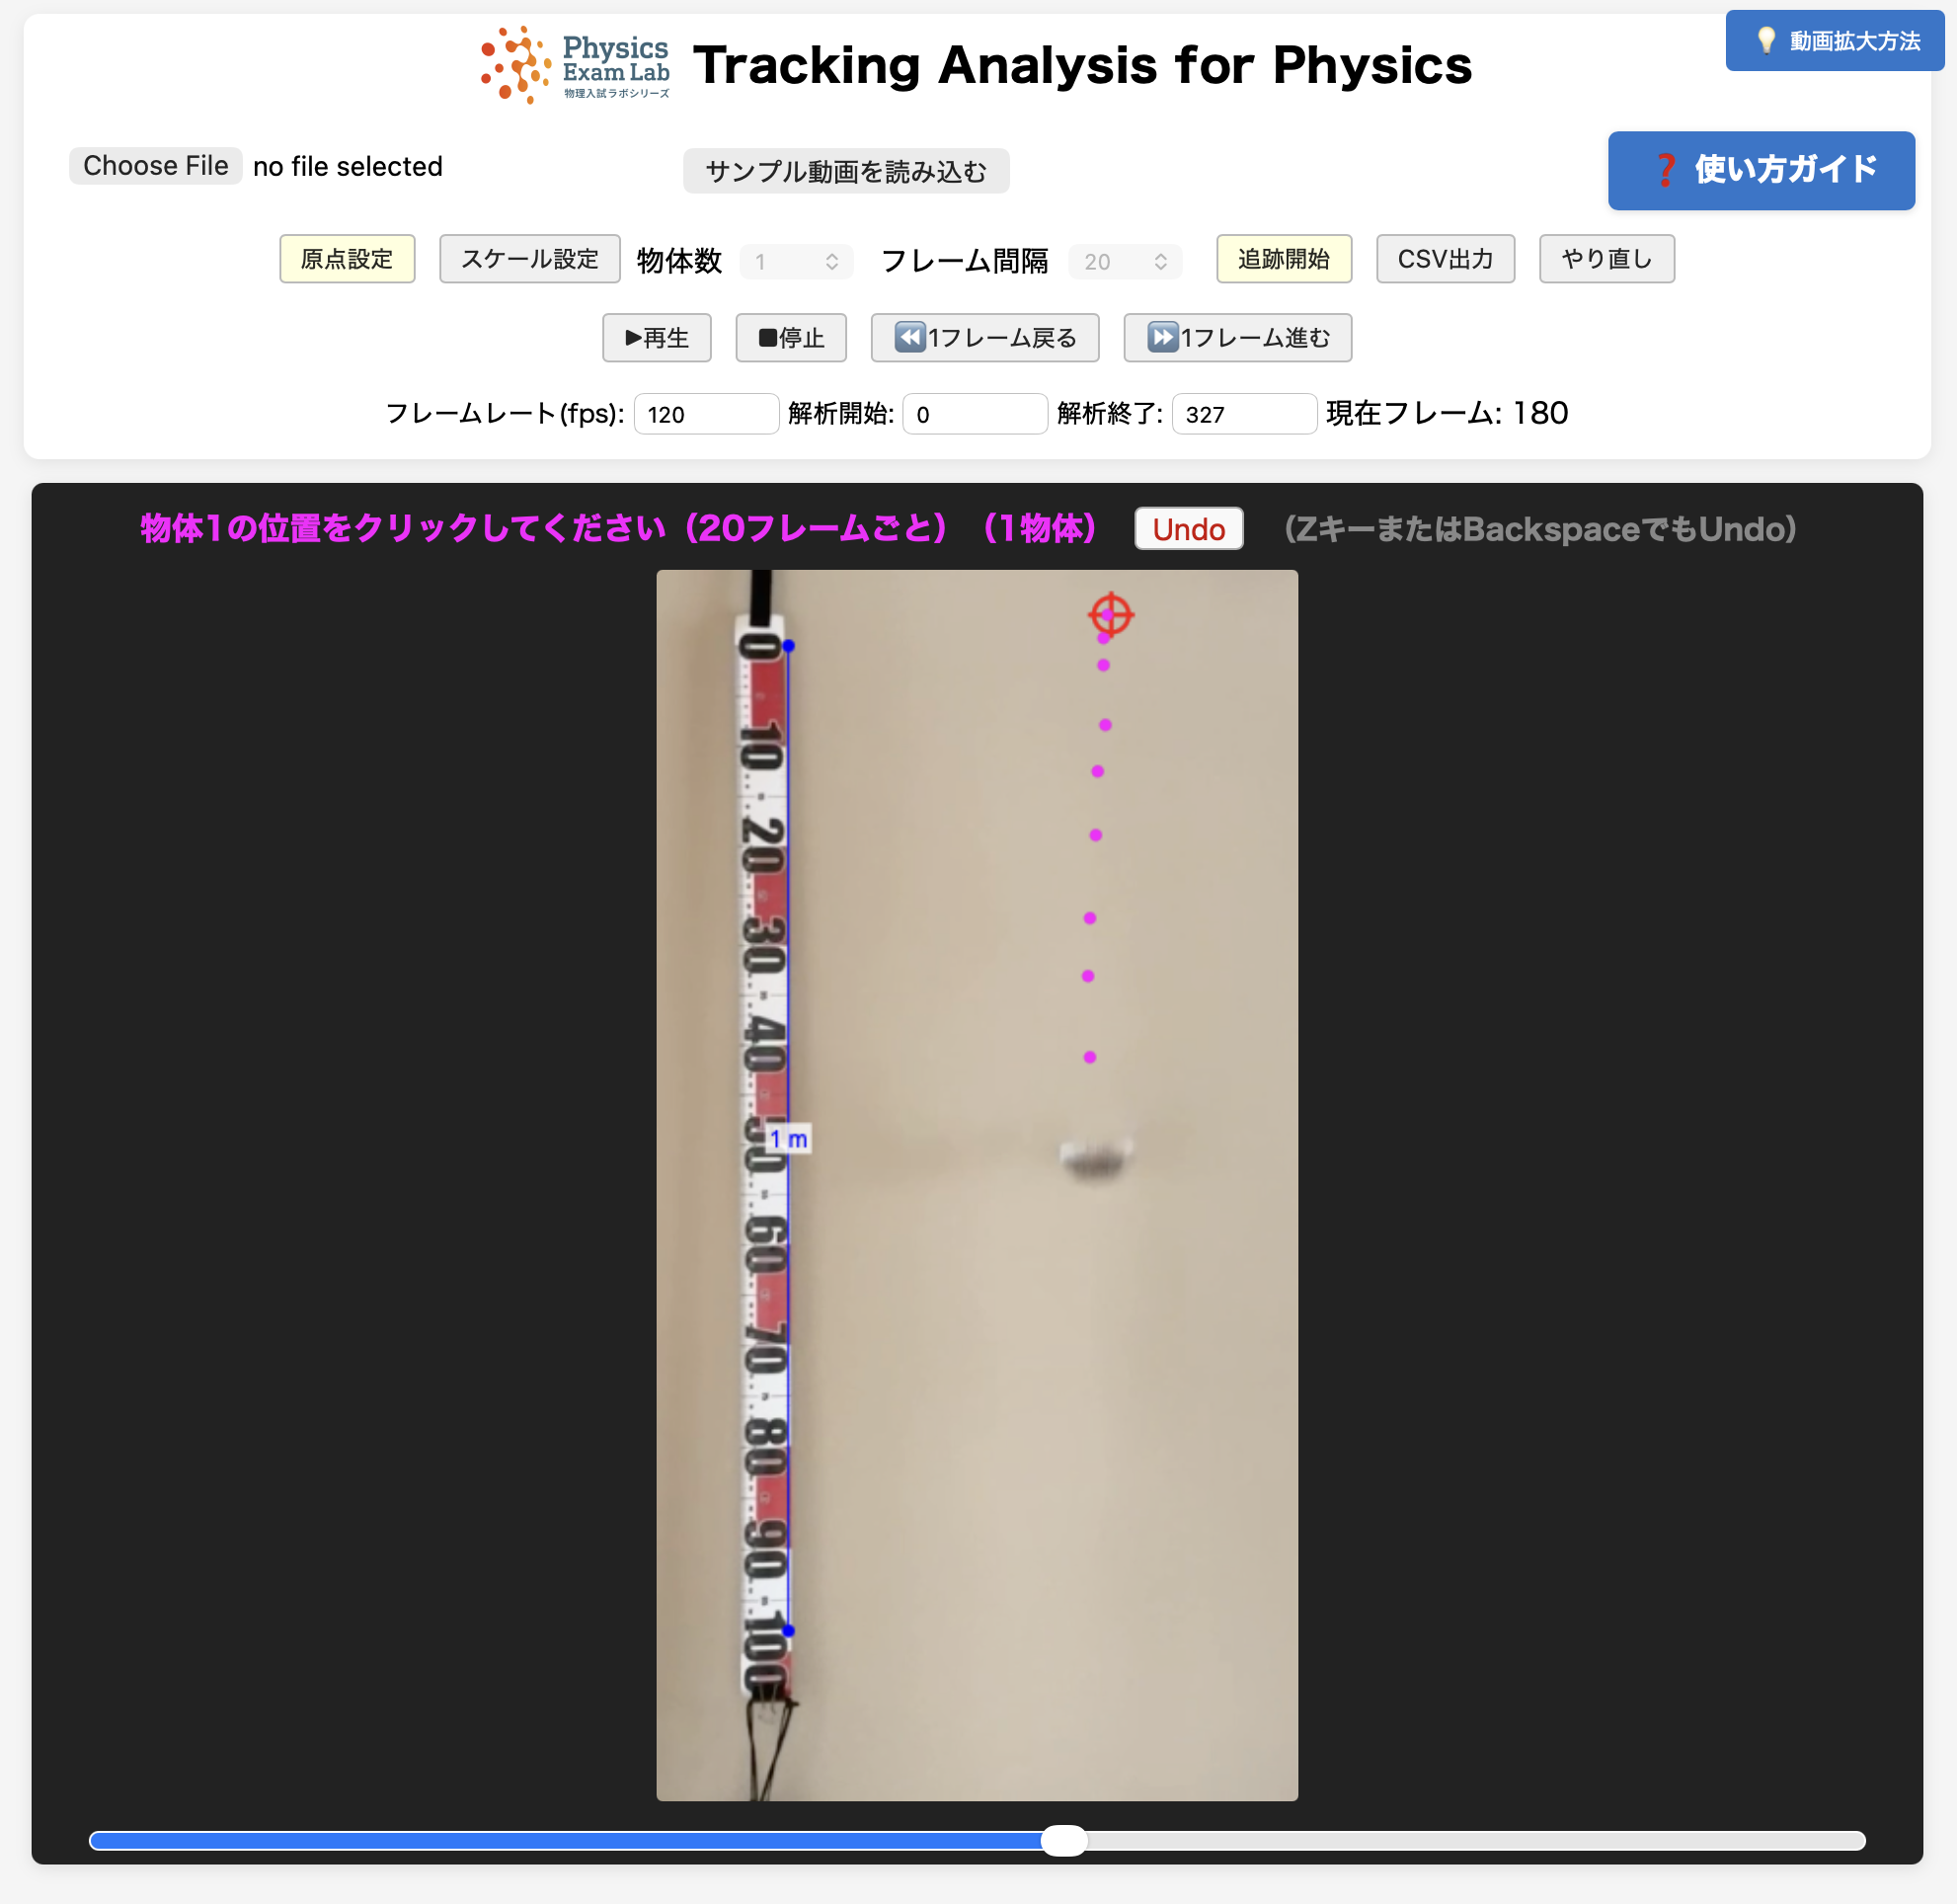 Physics
Exam Lab
物理入試ラボシリーズ
Tracking Analysis for Physics
💡 動画拡大方法
Choose File no file selected
サンプル動画を読み込む
❓ 使い方ガイド
原点設定 スケール設定 物体数 1 フレーム間隔 20 追跡開始 CSV出力 やり直し
▶再生 ■停止 ⏪1フレーム戻る ⏩1フレーム進む
フレームレート(fps): 120 解析開始: 0 解析終了: 327 現在フレーム: 180
物体1の位置をクリックしてください（20フレームごと）（1物体） Undo （ZキーまたはBackspaceでもUndo）
0
10
20
30
40
50
1 m
60
70
80
90
100